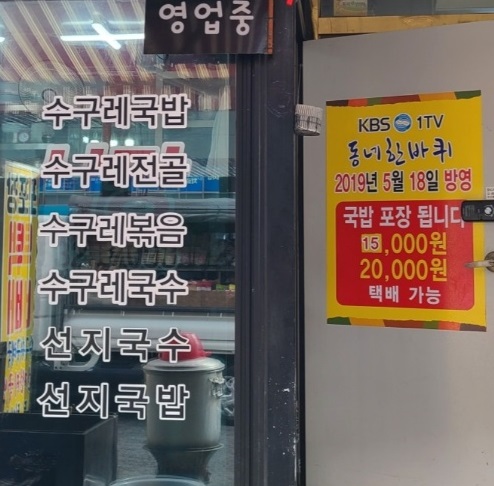 영업중
수구레국밥
수구레전골
수구레볶음
수구레국수
선지국수
선지국밥
KBS 1TV
동네한바퀴
2019년 5월 18일 방영
국밥 포장 됩니다
15,000원
20,000원
택배 가능